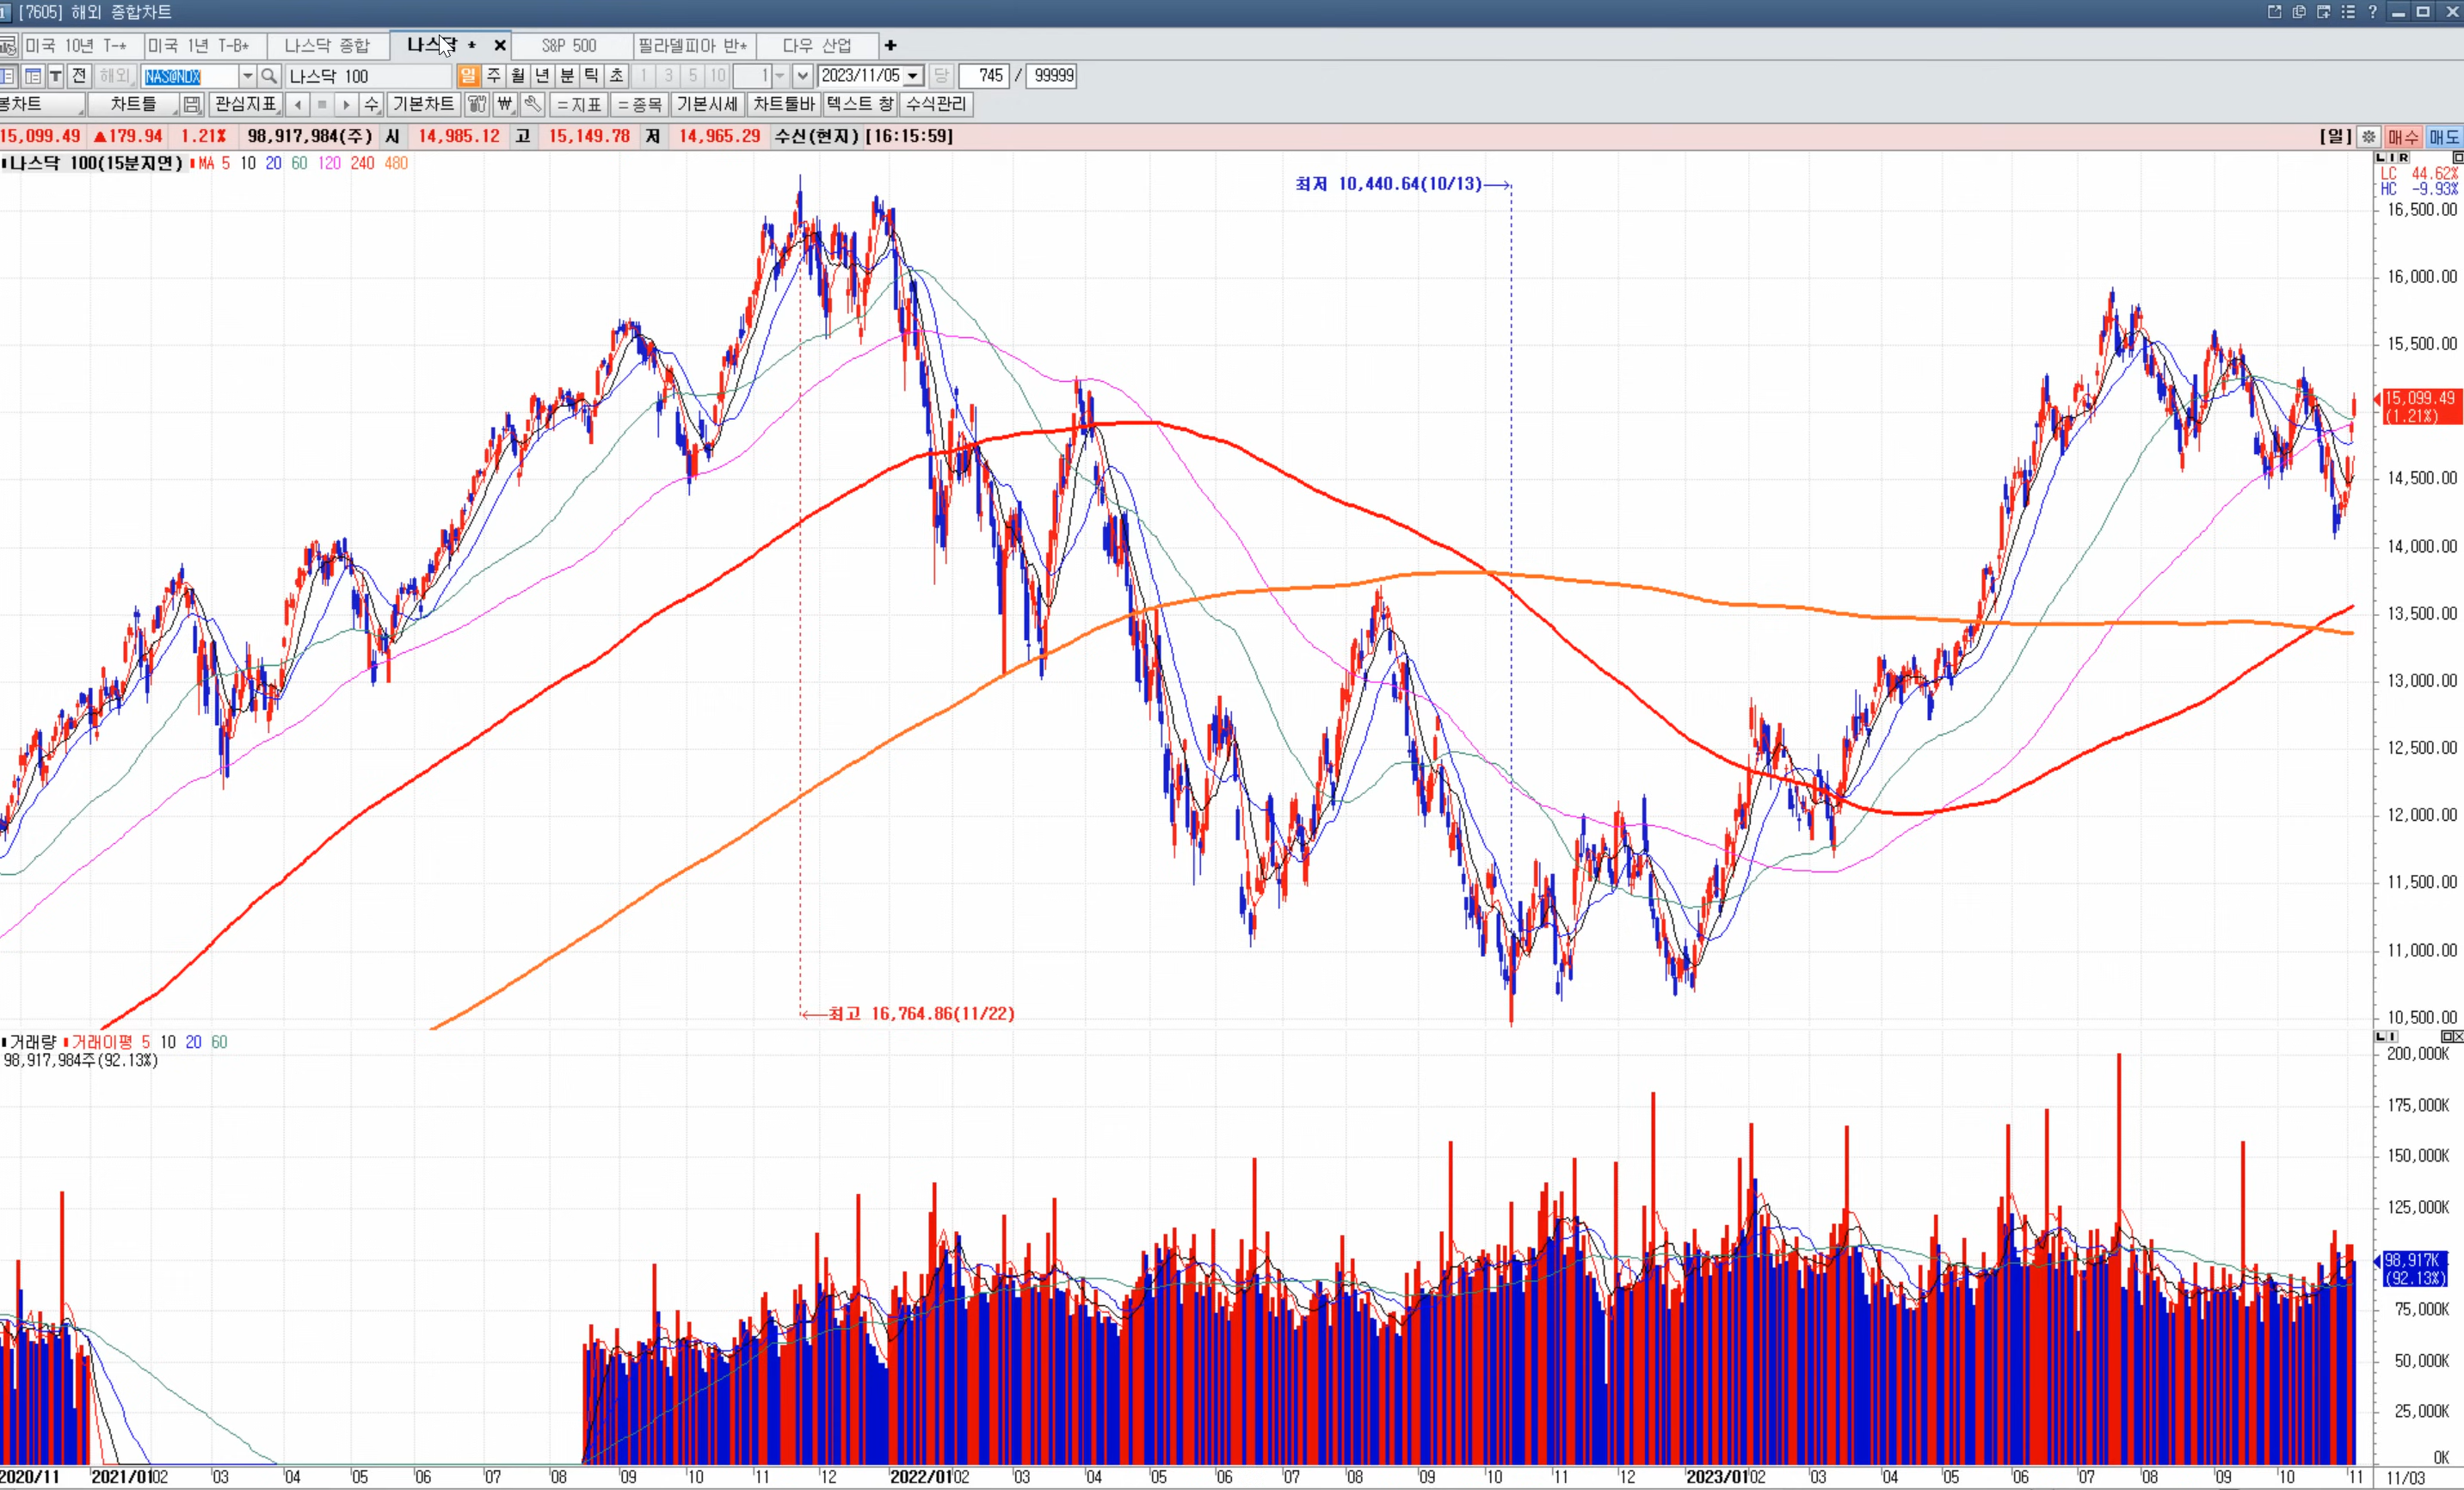 [7605] 해외 종합차트
미국 10년 T-* 미국 1년 T-B* 나스닥 종합 * S&P 500 필라델피아 반* 다우 산업 +
T 전 해외 NAS@NDX 나스닥 100 일 주 월 년 분 틱 초 1 3 5 10 1 2023/11/05 당 745 / 99999
봉차트 차트틀 관심지표 수 기본차트 ₩ =지표 =종목 기본시세 차트툴바 텍스트 창 수식관리
15,099.49 ▲179.94 1.21% 98,917,984(주) 시 14,985.12 고 15,149.78 저 14,965.29 수신(현지) [16:15:59] [일] 매수 매도
나스닥 100(15분지연) MA 5 10 20 60 120 240 480
L I R
LC 44.62%
HC -9.93%
최저 10,440.64(10/13)
16,500.00
16,000.00
15,500.00
15,099.49
(1.21%)
14,500.00
14,000.00
13,500.00
13,000.00
12,500.00
12,000.00
11,500.00
11,000.00
10,500.00
최고 16,764.86(11/22)
거래량 거래이평 5 10 20 60
98,917,984주(92.13%)
L I
200,000K
175,000K
150,000K
125,000K
98,917K
(92.13%)
75,000K
50,000K
25,000K
0K
2020/11 2021/01 02 03 04 05 06 07 08 09 10 11 12 2022/01 02 03 04 05 06 07 08 09 10 11 12 2023/01 02 03 04 05 06 07 08 09 10 11 11/03